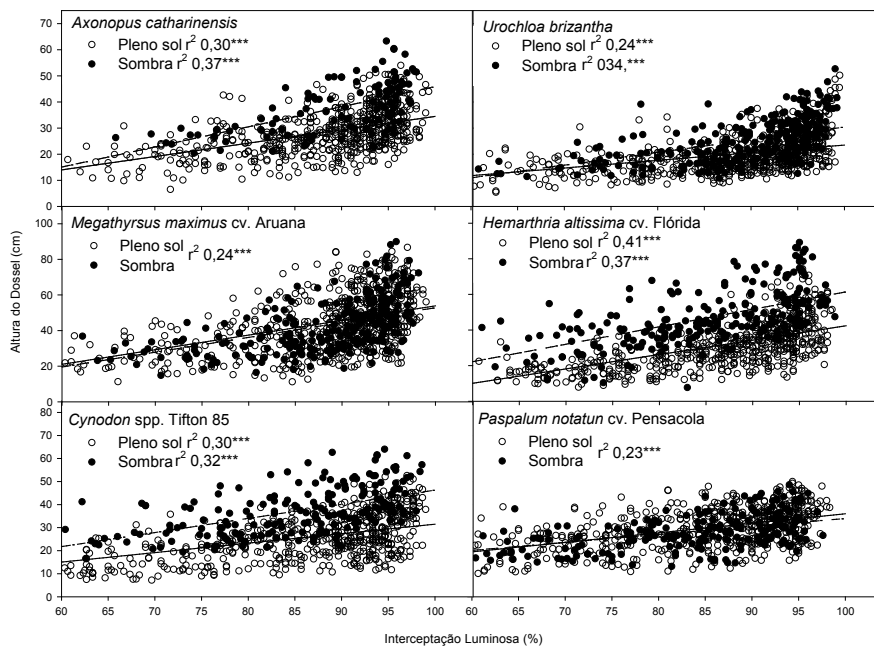 Axonopus catharinensis
Pleno sol r² 0,30***
Sombra r² 0,37***
70
60
50
40
30
20
10
0
Urochloa brizantha
Pleno sol r² 0,24***
Sombra r² 034,***
Megathyrsus maximus cv. Aruana
Pleno sol
r² 0,24***
Sombra
100
80
60
40
20
0
Hemarthria altissima cv. Flórida
Pleno sol r² 0,41***
Sombra r² 0,37***
Altura do Dossel (cm)
Cynodon spp. Tifton 85
Pleno sol r² 0,30***
Sombra r² 0,32***
80
70
60
50
40
30
20
10
0
60 65 70 75 80 85 90 95 100
Paspalum notatun cv. Pensacola
Pleno sol
r² 0,23***
Sombra
60 65 70 75 80 85 90 95 100
Interceptação Luminosa (%)